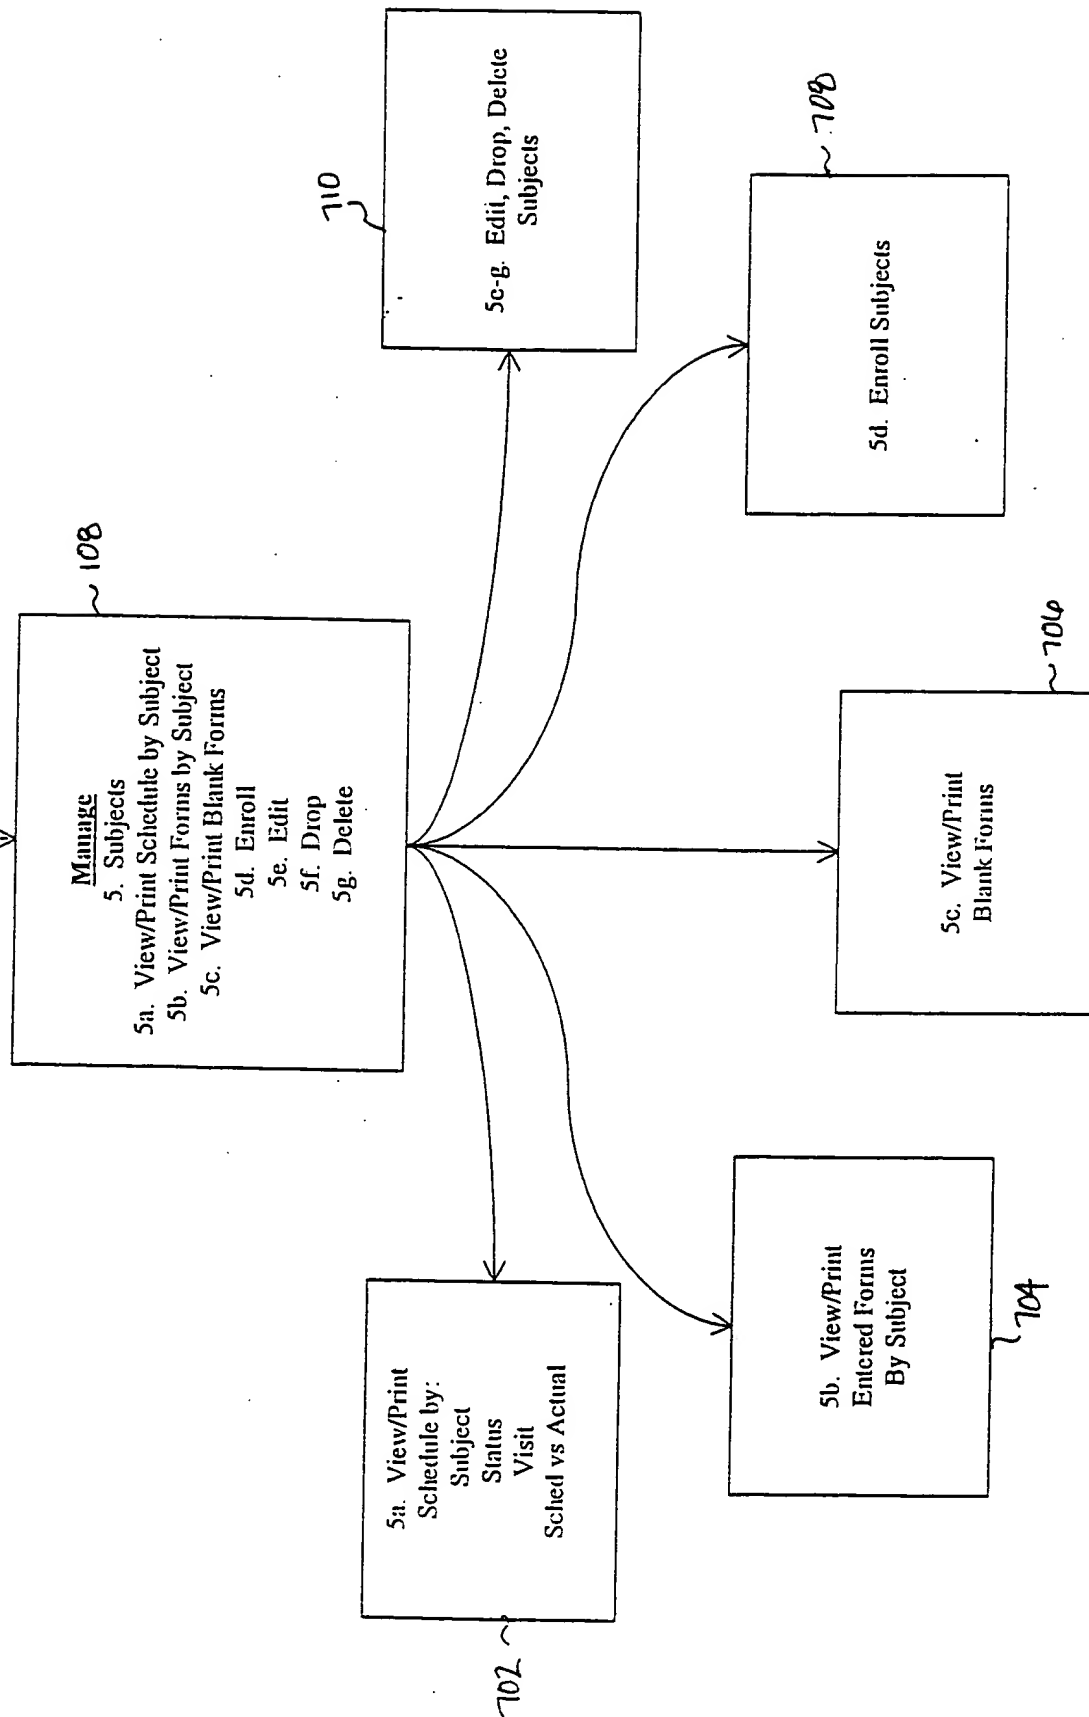 108
Manage
5. Subjects
5a. View/Print Schedule by Subject
5b. View/Print Forms by Subject
5c. View/Print Blank Forms
5d. Enroll
5e. Edit
5f. Drop
5g. Delete
702
5a. View/Print
Schedule by:
Subject
Status
Visit
Sched vs Actual
5b. View/Print
Entered Forms
By Subject
704
5c. View/Print
Blank Forms
706
5d. Enroll Subjects
708
5e-g. Edit, Drop, Delete
Subjects
710